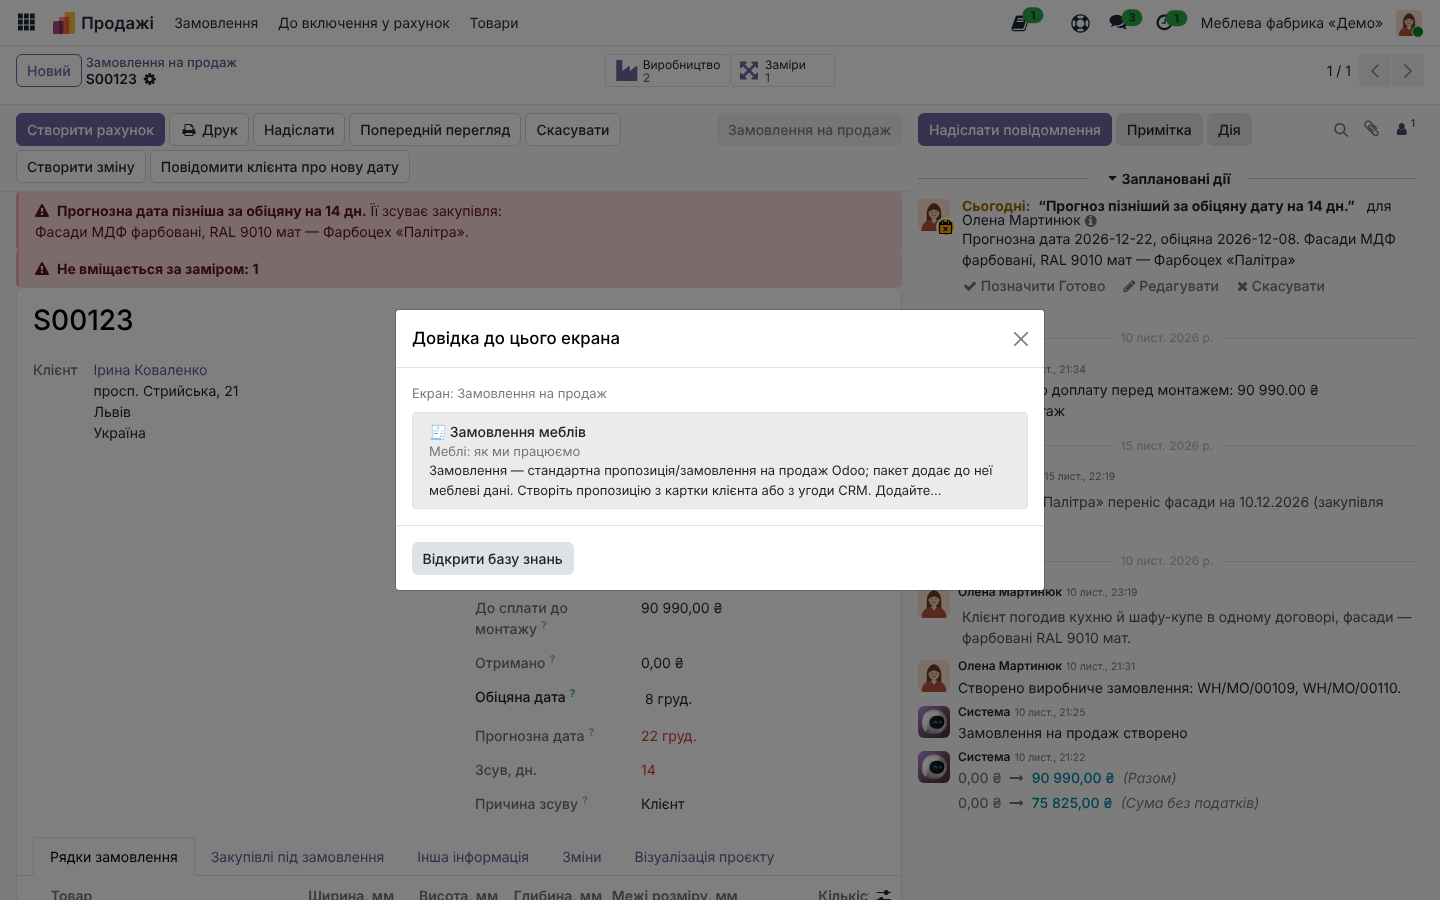 Продажі
Замовлення
До включення у рахунок
Товари
1
3
1
Меблева фабрика «Демо»
Новий
Замовлення на продаж
S00123
Виробництво
2
Заміри
1
1 / 1
Створити рахунок
Друк
Надіслати
Попередній перегляд
Скасувати
Замовлення на продаж
Створити зміну
Повідомити клієнта про нову дату
Надіслати повідомлення
Примітка
Дія
1
Прогнозна дата пізніша за обіцяну на 14 дн. Її зсуває закупівля:
Фасади МДФ фарбовані, RAL 9010 мат — Фарбоцех «Палітра».
Не вміщається за заміром: 1
S00123
Клієнт
Ірина Коваленко
просп. Стрийська, 21
Львів
Україна
Заплановані дії
Сьогодні: “Прогноз пізніший за обіцяну дату на 14 дн.” для
Олена Мартинюк
Прогнозна дата 2026-12-22, обіцяна 2026-12-08. Фасади МДФ
фарбовані, RAL 9010 мат — Фарбоцех «Палітра»
Позначити Готово
Редагувати
Скасувати
Довідка до цього екрана
Екран: Замовлення на продаж
🧾 Замовлення меблів
Меблі: як ми працюємо
Замовлення — стандартна пропозиція/замовлення на продаж Odoo; пакет додає до неї
меблеві дані. Створіть пропозицію з картки клієнта або з угоди CRM. Додайте...
Відкрити базу знань
10 лист. 2026 р.
21:34
доплату перед монтажем: 90 990.00 ₴
15 лист. 2026 р.
15 лист., 22:19
Палітра» переніс фасади на 10.12.2026 (закупівля
10 лист. 2026 р.
Олена Мартинюк 10 лист., 23:19
Клієнт погодив кухню й шафу-купе в одному договорі, фасади —
фарбовані RAL 9010 мат.
Олена Мартинюк 10 лист., 21:31
Створено виробниче замовлення: WH/MO/00109, WH/MO/00110.
Система 10 лист., 21:25
Замовлення на продаж створено
Система 10 лист., 21:22
0,00 ₴ → 90 990,00 ₴ (Разом)
0,00 ₴ → 75 825,00 ₴ (Сума без податків)
До сплати до
монтажу ?
90 990,00 ₴
Отримано ?
0,00 ₴
Обіцяна дата ?
8 груд.
Прогнозна дата ?
22 груд.
Зсув, дн.
14
Причина зсуву ?
Клієнт
Рядки замовлення
Закупівлі під замовлення
Інша інформація
Зміни
Візуалізація проєкту
Товар
Ширина, мм
Висота, мм
Глибина, мм
Межі розміру, мм